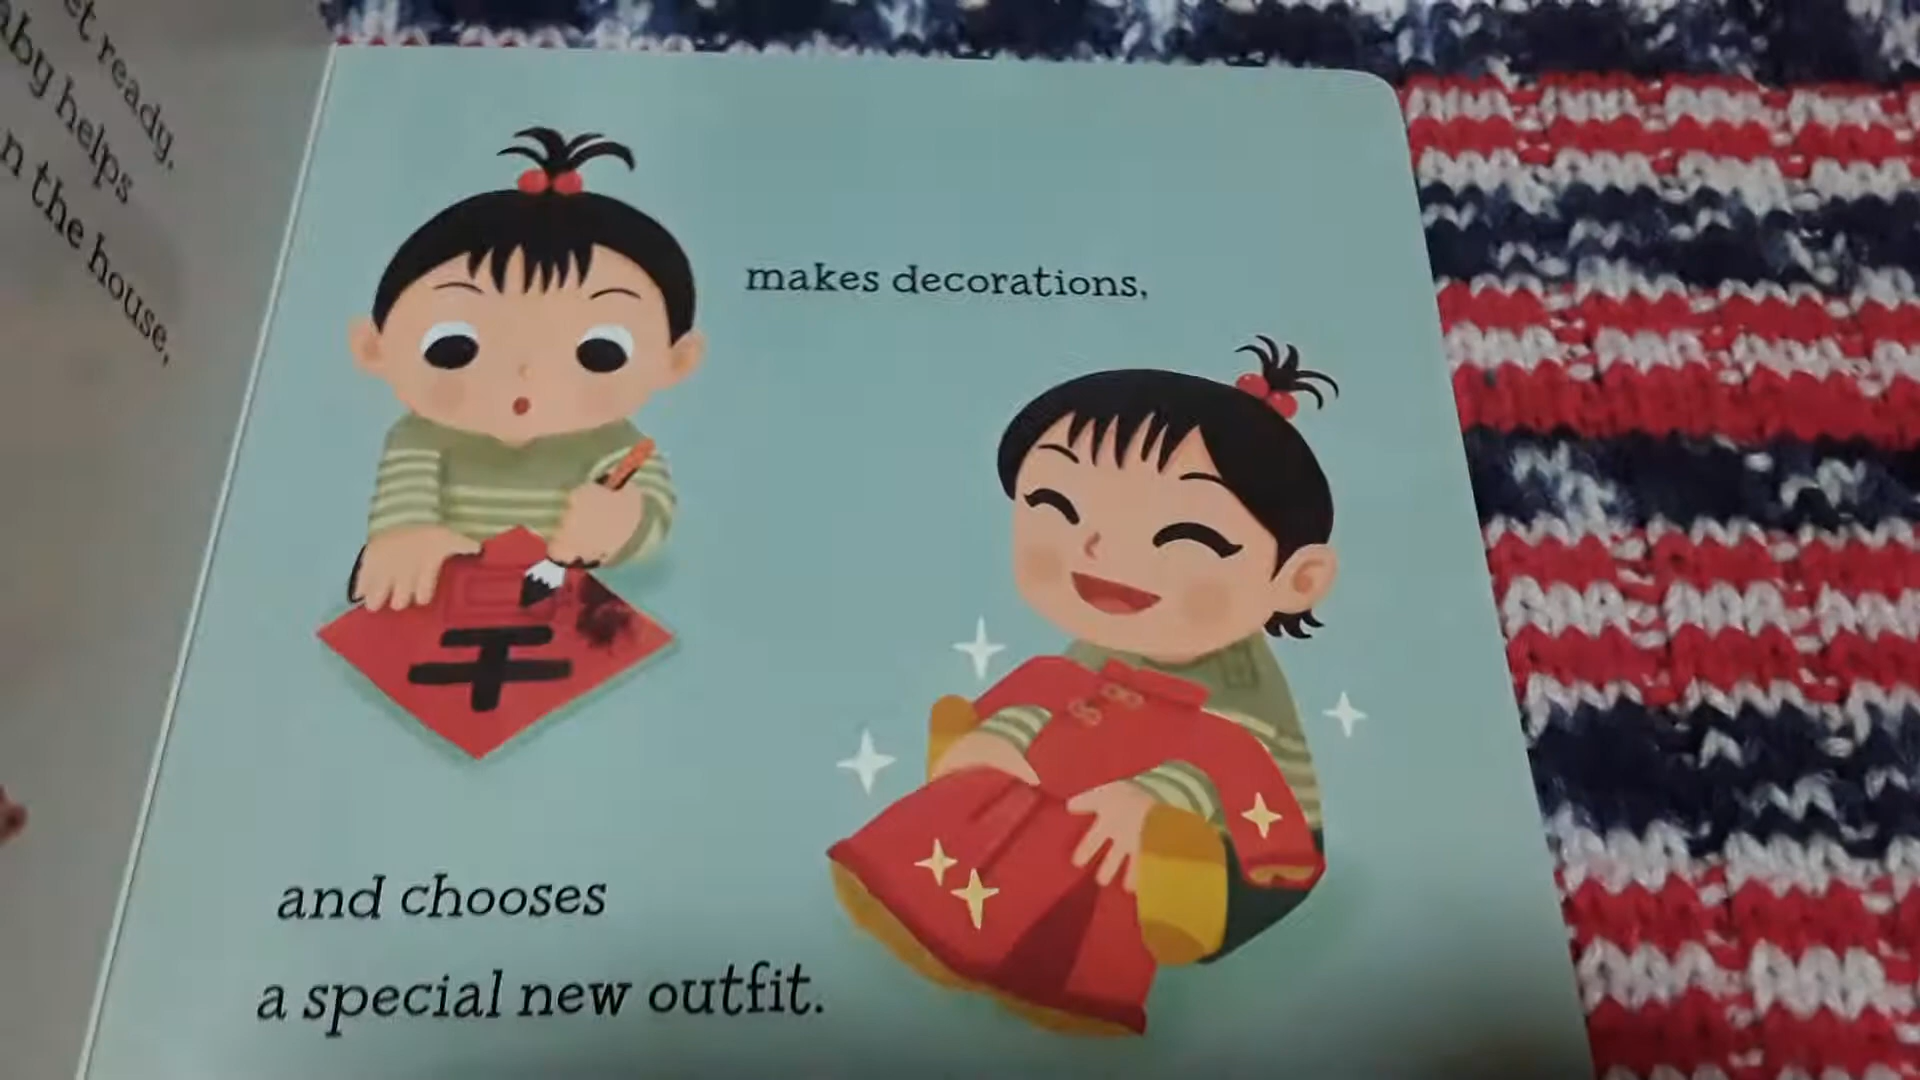 et ready,
aby helps
n the house,
makes decorations,
and chooses
a special new outfit.